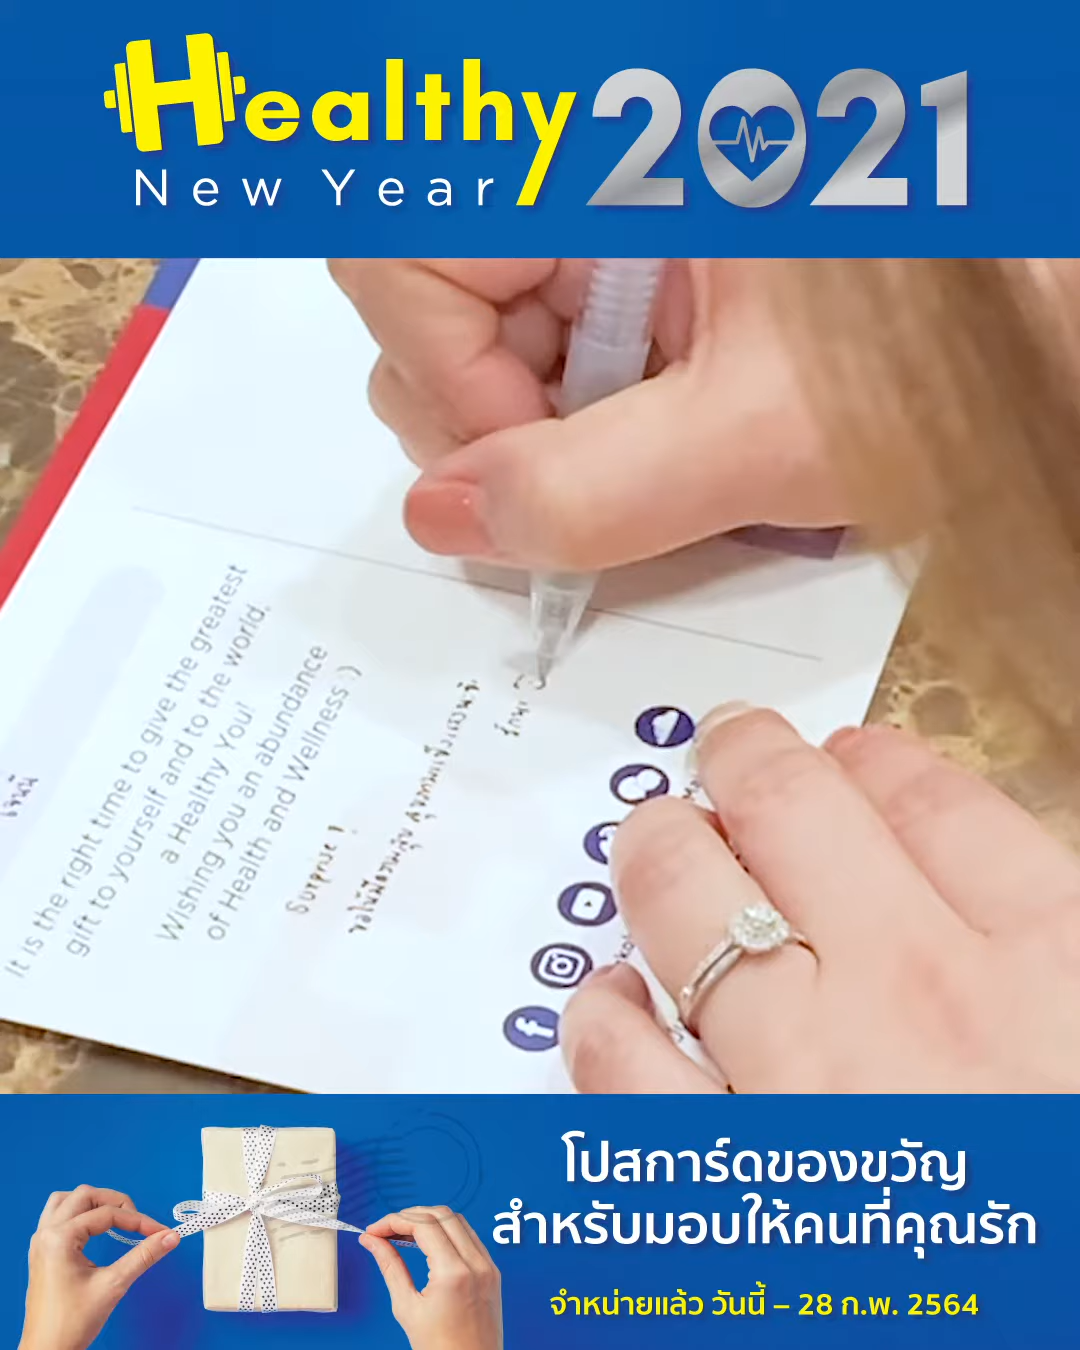 Healthy 2021
New Year
It is the right time to give the greatest
gift to yourself and to the world,
a Healthy You!
Wishing you an abundance
of Health and Wellness :)
Surprise !
โปสการ์ดของขวัญ
สำหรับมอบให้คนที่คุณรัก
จำหน่ายแล้ว วันนี้ – 28 ก.พ. 2564